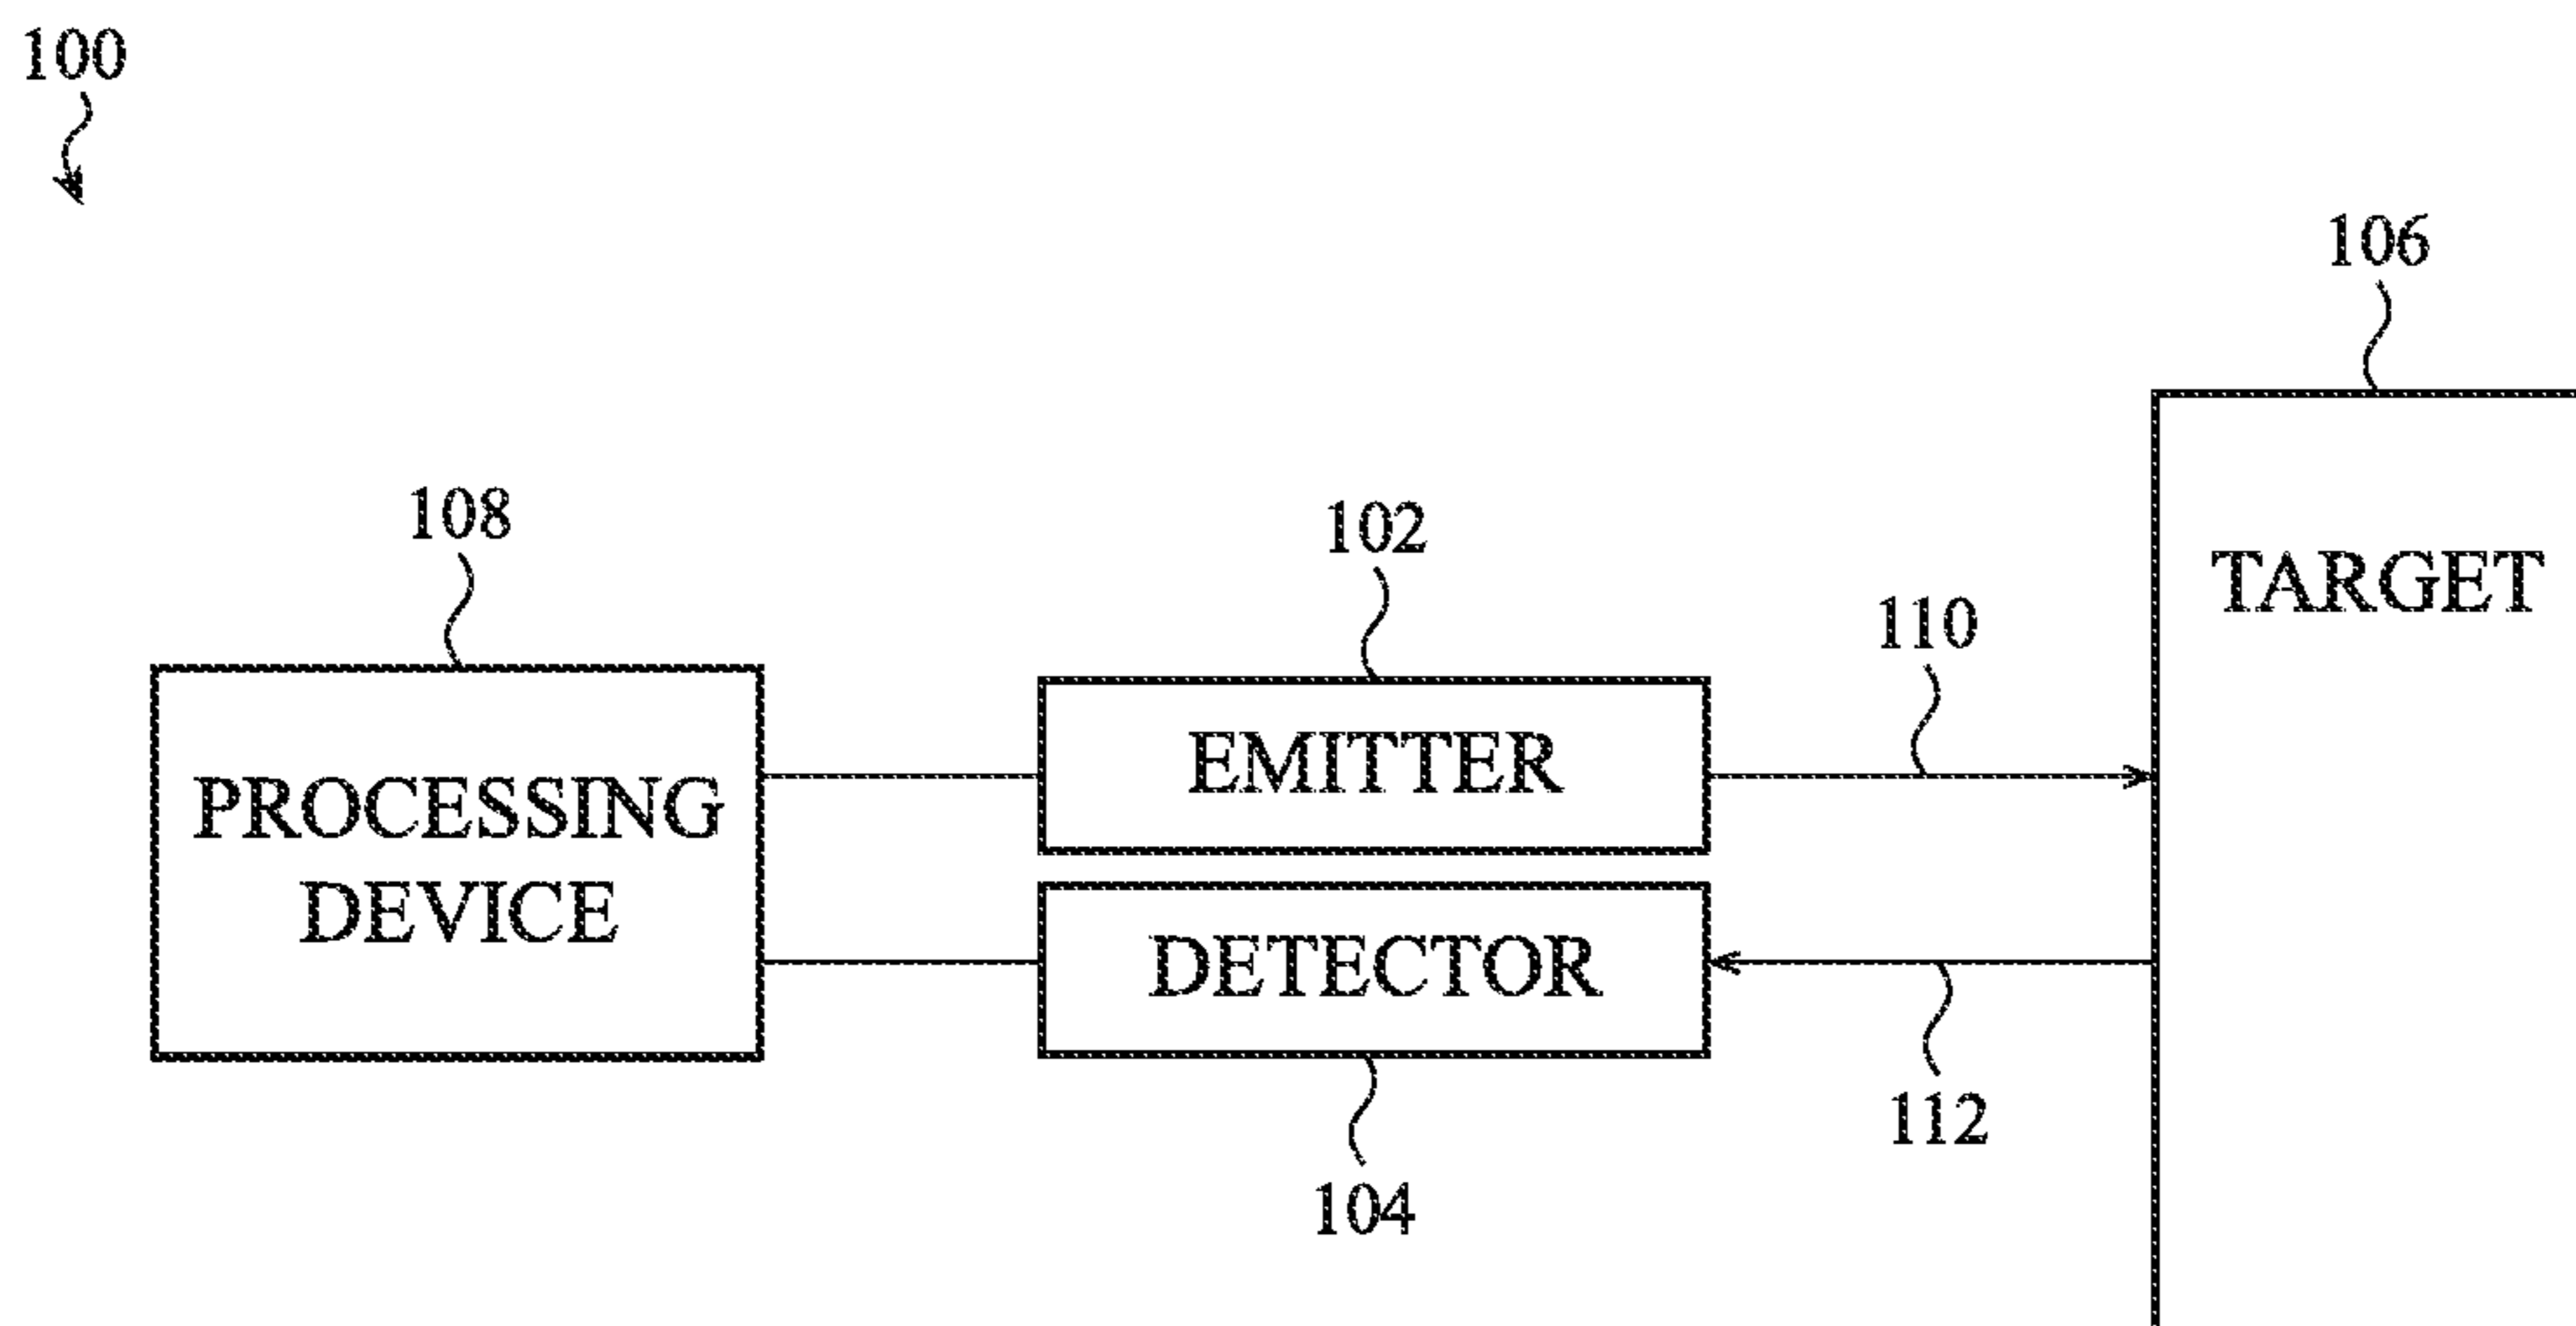 100
106
108
102
TARGET
110
EMITTER
PROCESSING
DEVICE
DETECTOR
112
104